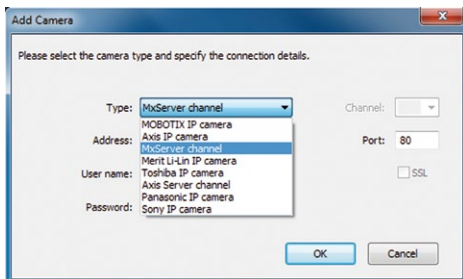 Add Camera
Please select the camera type and specify the connection details.
Type: MxServer channel Channel:
MOBOTIX IP camera
Axis IP camera
Address: MxServer channel Port: 80
Merit Li-Lin IP camera
User name: Toshiba IP camera SSL
Axis Server channel
Panasonic IP camera
Password: Sony IP camera
OK Cancel